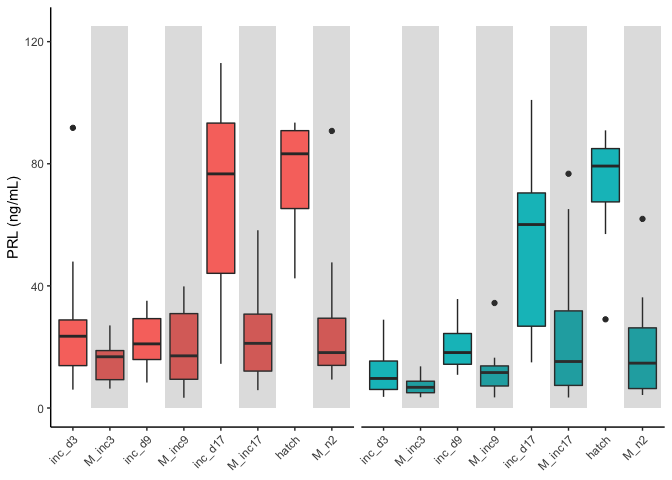 PRL (ng/mL)
120
80
40
0
inc_d3
M_inc3
inc_d9
M_inc9
inc_d17
M_inc17
hatch
M_n2
inc_d3
M_inc3
inc_d9
M_inc9
inc_d17
M_inc17
hatch
M_n2